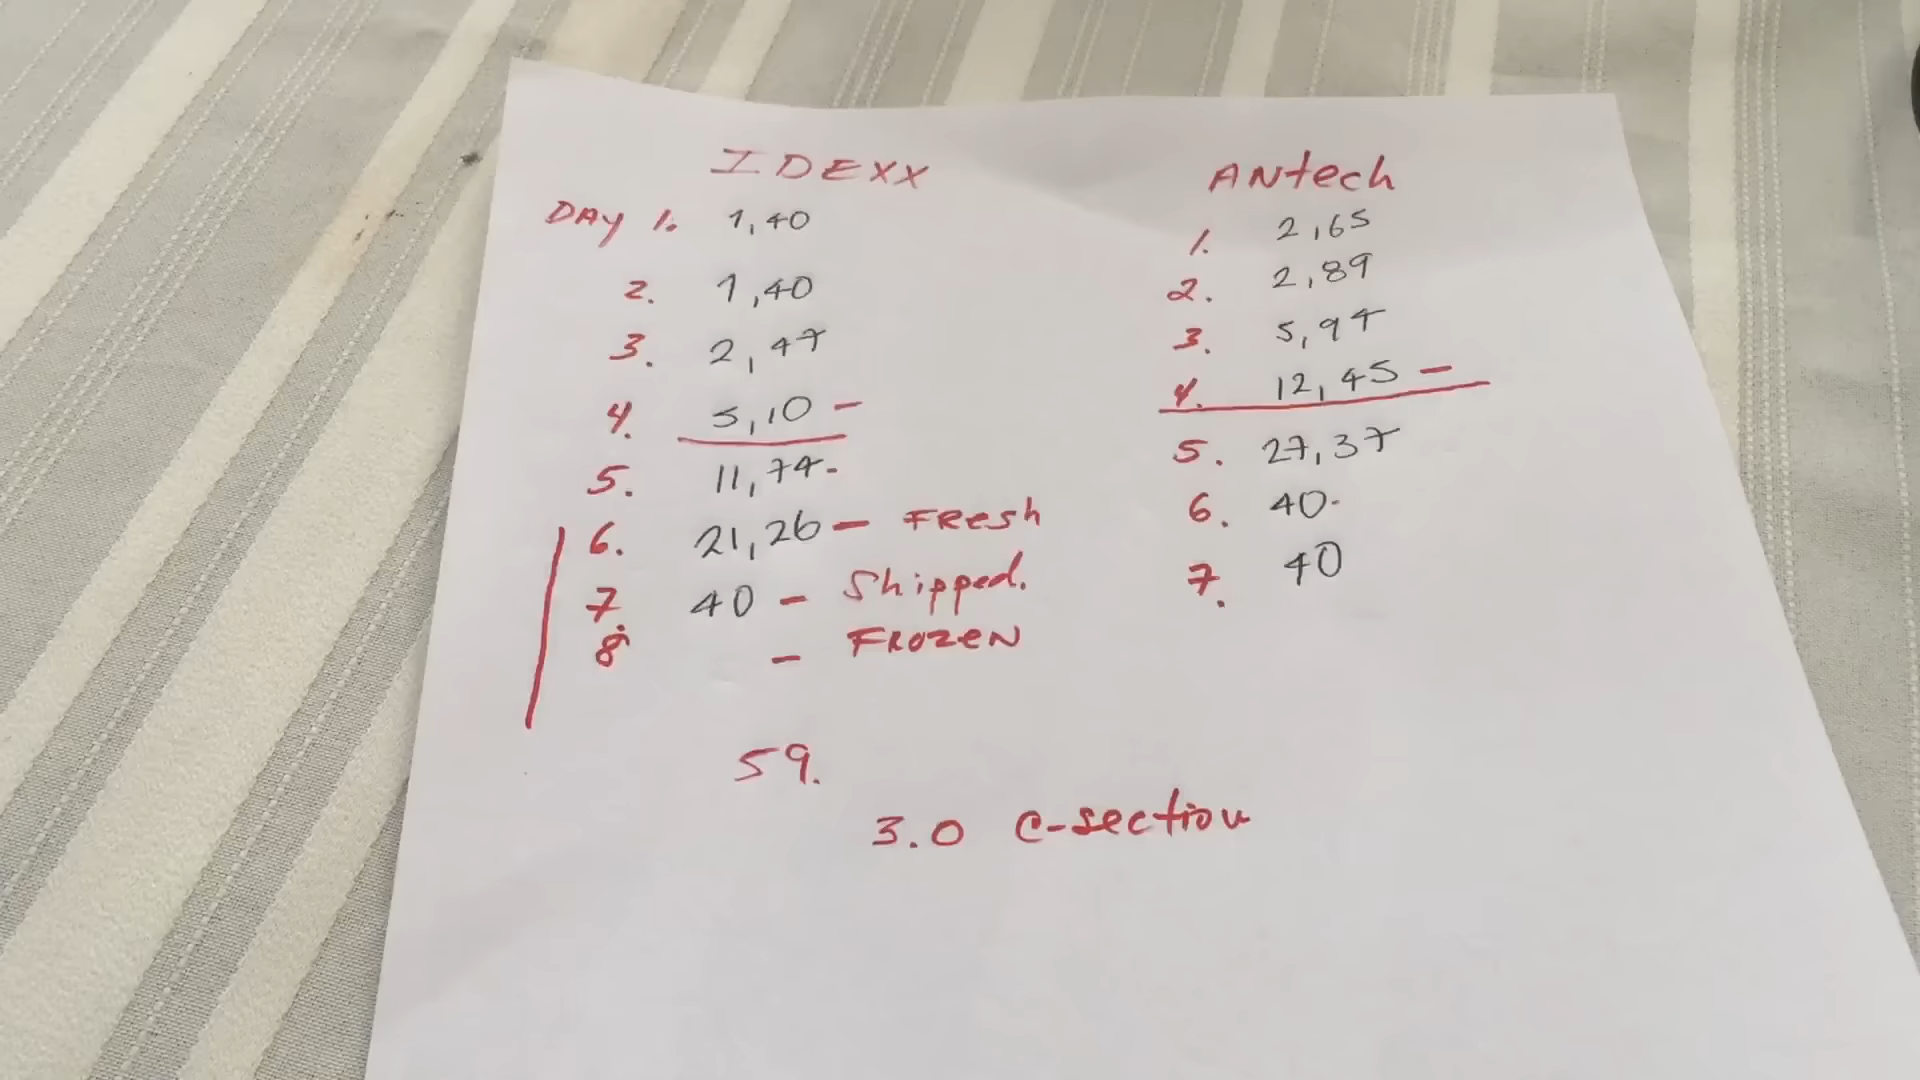 IDEXX
DAY 1. 1,40
2. 1,40
3. 2,47
4. 5,10 -
5. 11,74-
6. 21,26 - FRESH
7. 40 - Shipped.
8 - FROZEN
59.
3.0 C-section
ANtech
1. 2,65
2. 2,89
3. 5,94
4. 12,45 -
5. 27,37
6. 40-
7. 40